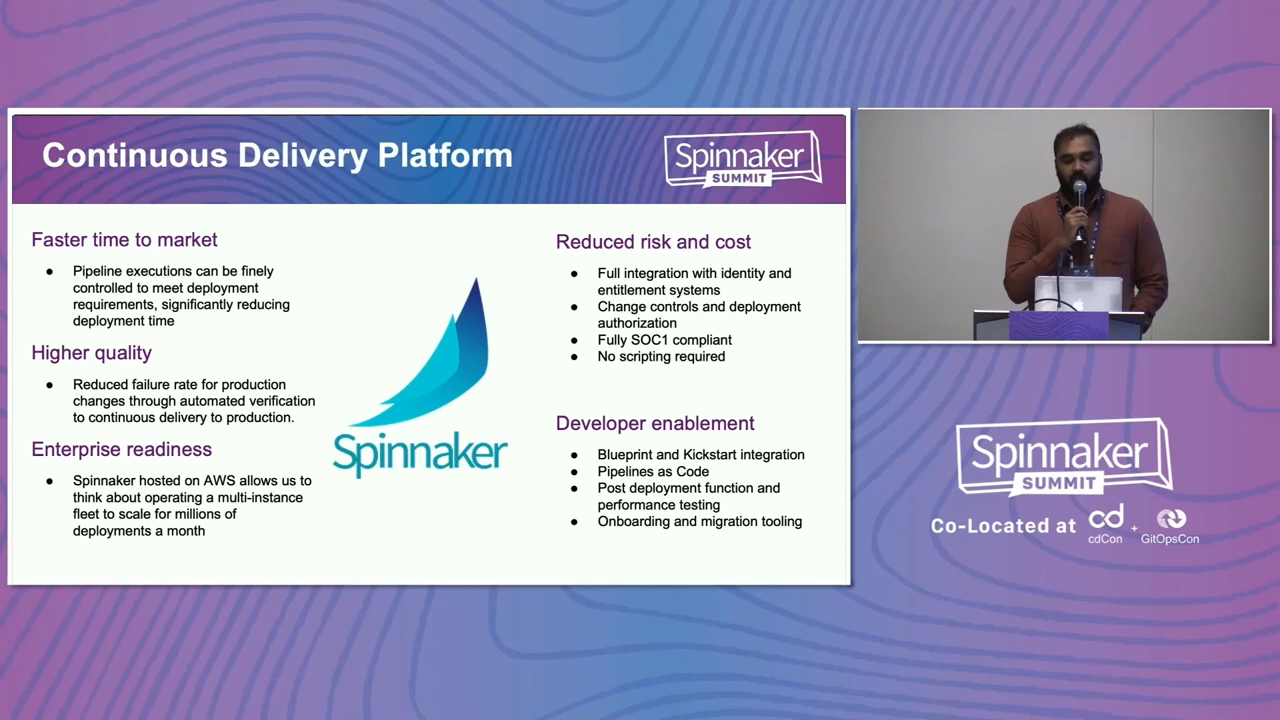 Continuous Delivery Platform
Spinnaker
SUMMIT
Faster time to market
● Pipeline executions can be finely
controlled to meet deployment
requirements, significantly reducing
deployment time
Higher quality
● Reduced failure rate for production
changes through automated verification
to continuous delivery to production.
Enterprise readiness
● Spinnaker hosted on AWS allows us to
think about operating a multi-instance
fleet to scale for millions of
deployments a month
Spinnaker
Reduced risk and cost
● Full integration with identity and
entitlement systems
● Change controls and deployment
authorization
● Fully SOC1 compliant
● No scripting required
Developer enablement
● Blueprint and Kickstart integration
● Pipelines as Code
● Post deployment function and
performance testing
● Onboarding and migration tooling
Spinnaker
SUMMIT
Co-Located at
cd
cdCon
+
GitOpsCon